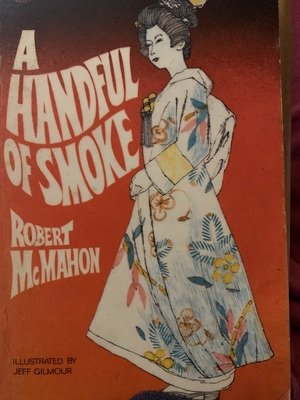 A
HANDFUL
OF SMOKE
ROBERT
McMAHON
ILLUSTRATED BY
JEFF GILMOUR